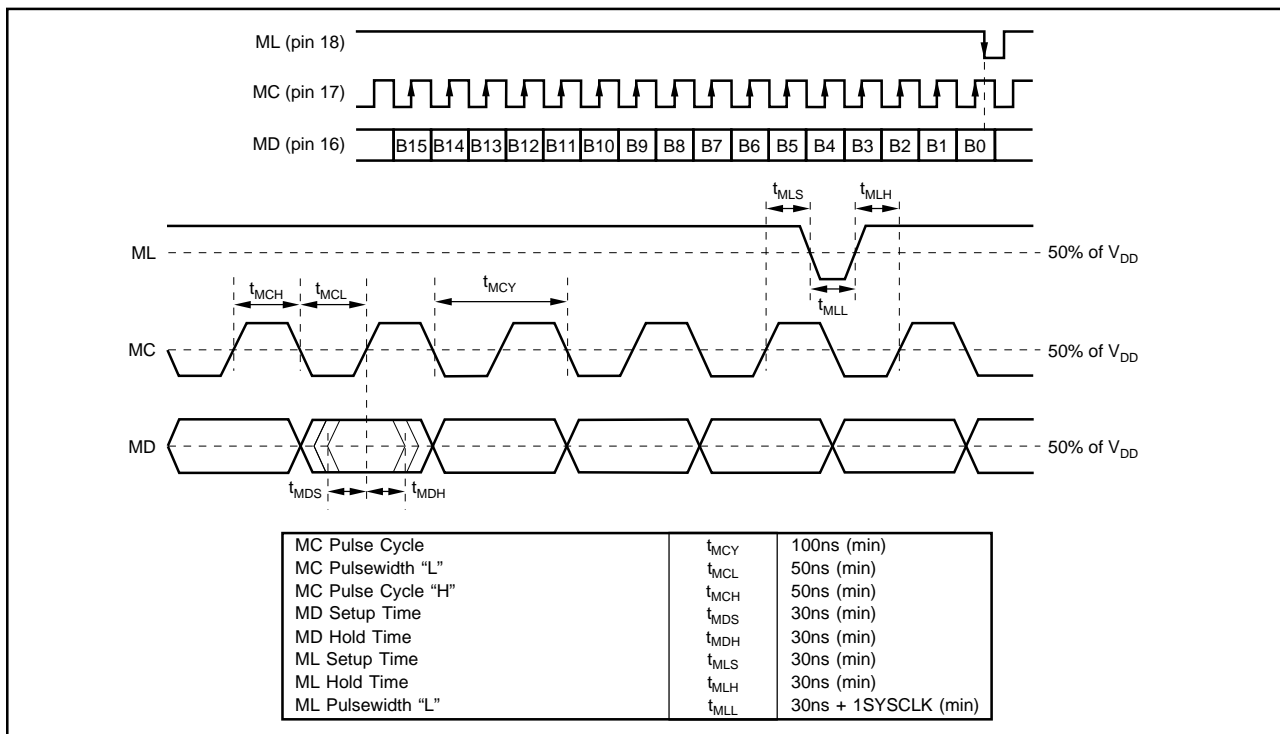 ML (pin 18)
MC (pin 17)
MD (pin 16) B15 B14 B13 B12 B11 B10 B9 B8 B7 B6 B5 B4 B3 B2 B1 B0
tMLS tMLH
ML 50% of VDD
tMCH tMCL tMCY tMLL
MC 50% of VDD
MD 50% of VDD
tMDS tMDH
MC Pulse Cycle tMCY 100ns (min)
MC Pulsewidth “L” tMCL 50ns (min)
MC Pulse Cycle “H” tMCH 50ns (min)
MD Setup Time tMDS 30ns (min)
MD Hold Time tMDH 30ns (min)
ML Setup Time tMLS 30ns (min)
ML Hold Time tMLH 30ns (min)
ML Pulsewidth “L” tMLL 30ns + 1SYSCLK (min)